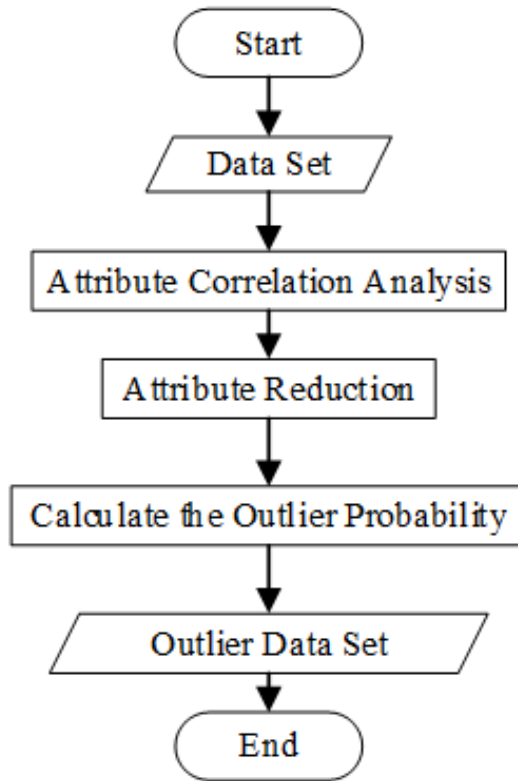 Start
Data Set
Attribute Correlation Analysis
Attribute Reduction
Calculate the Outlier Probability
Outlier Data Set
End